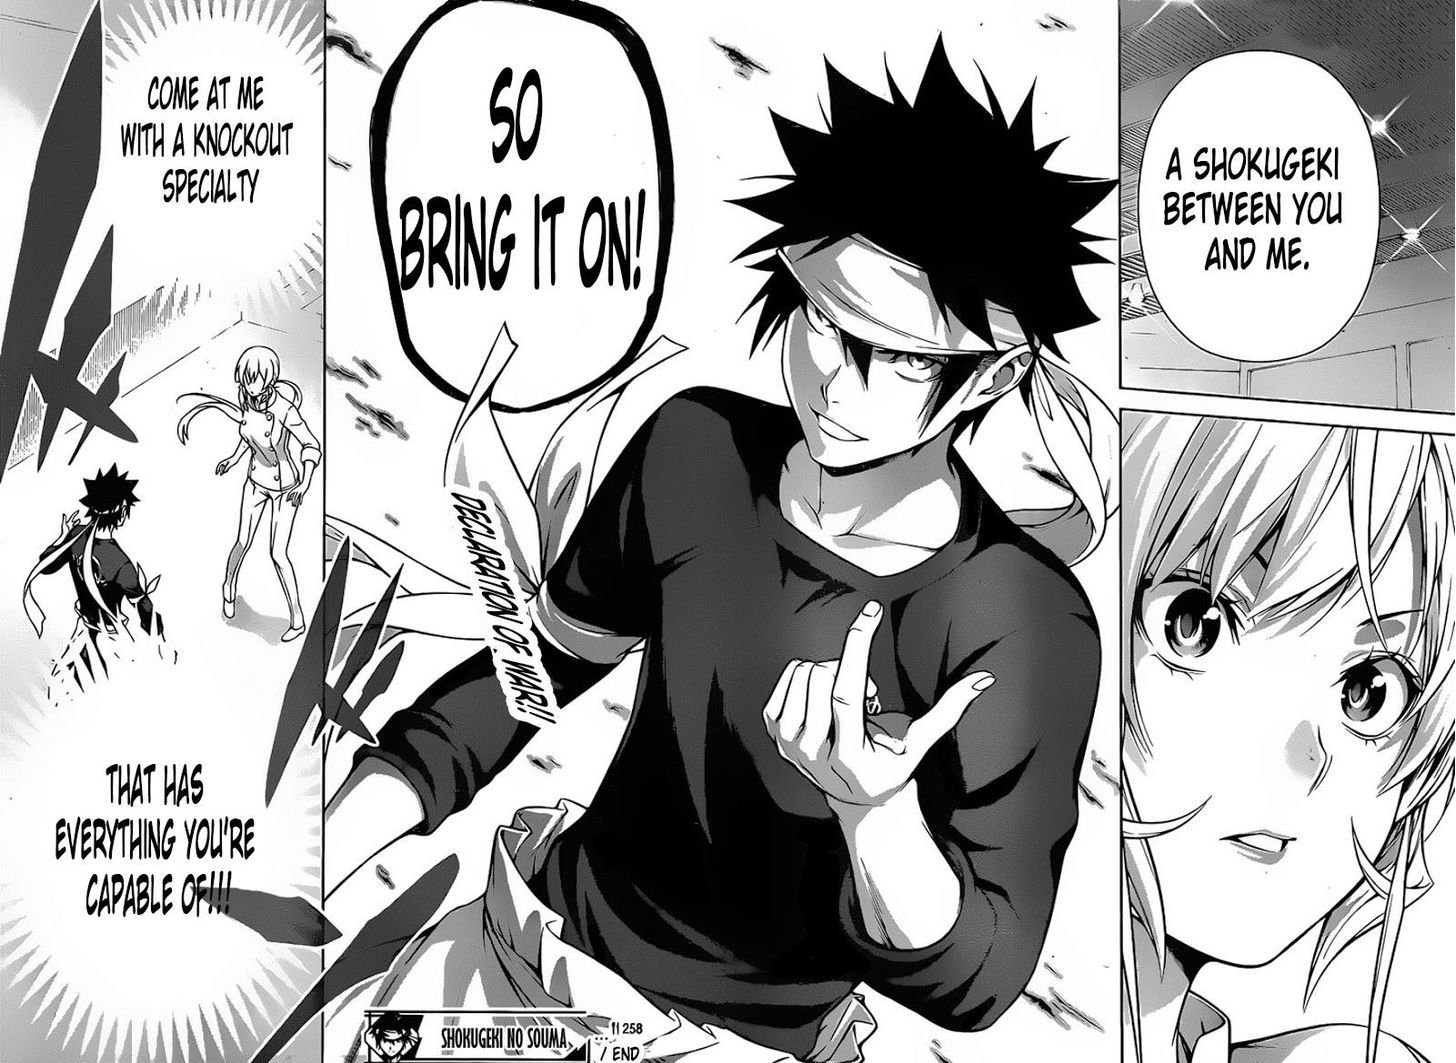 A SHOKUGEKI
BETWEEN YOU
AND ME.
SO
BRING IT ON!
DECLARATION OF WAR!!
COME AT ME
WITH A KNOCKOUT
SPECIALTY
THAT HAS
EVERYTHING YOU'RE
CAPABLE OF!!!
SHOKUGEKI NO SOUMA
258
/ END